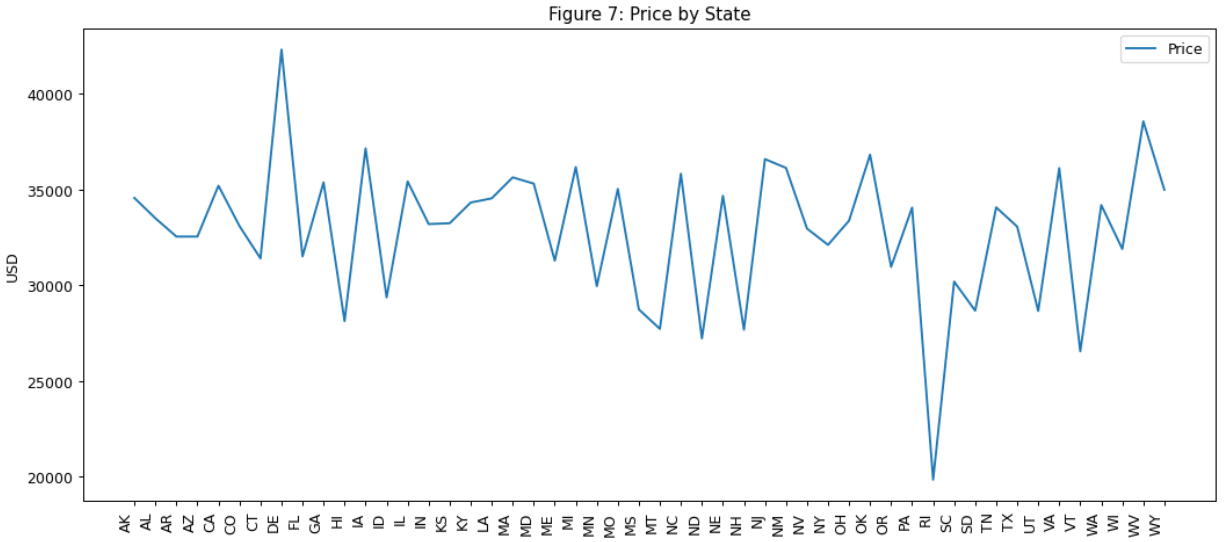 Figure 7: Price by State
Price
USD
40000
35000
30000
25000
20000
AK AL AR AZ CA CO CT DE FL GA HI IA ID IL IN KS KY LA MA MD ME MI MN MO MS MT NC ND NE NH NJ NM NV NY OH OK OR PA RI SC SD TN TX UT VA VT WA WI WV WY